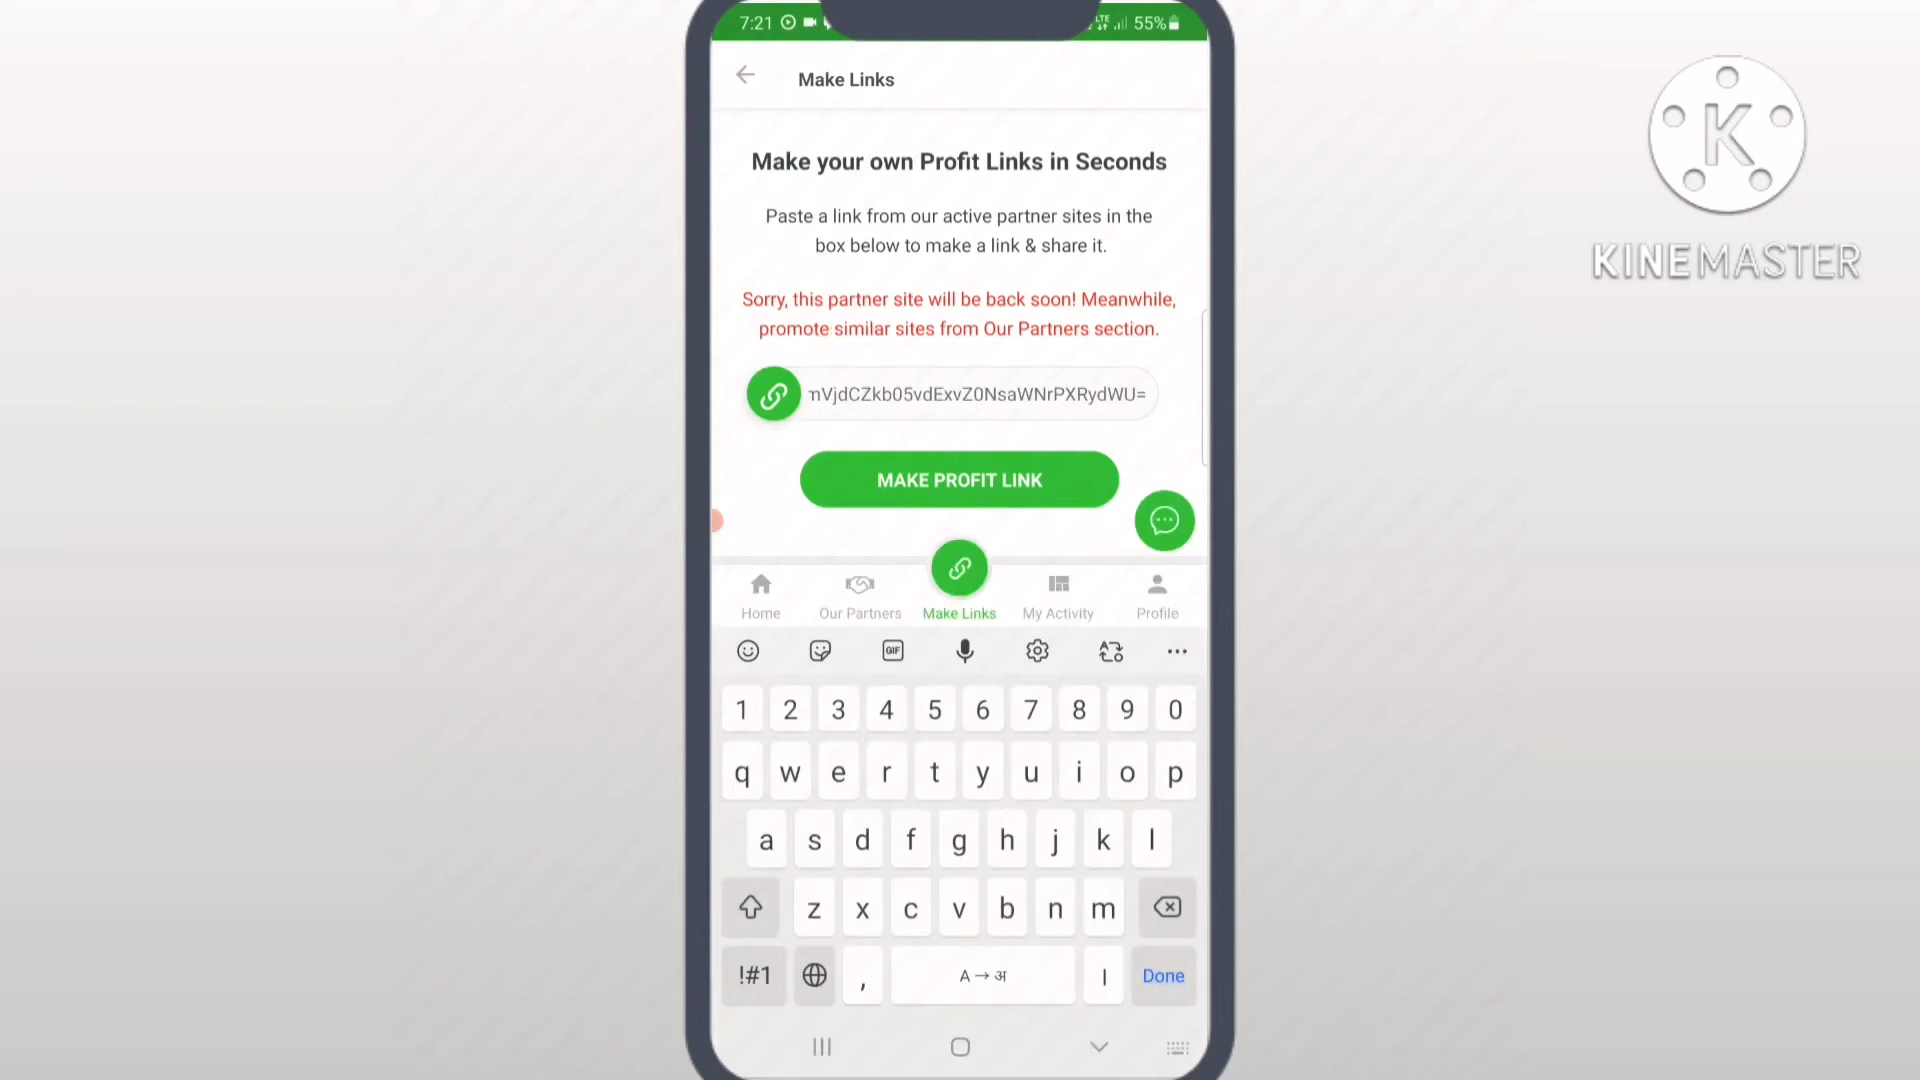 7:21
LTE
55%
Make Links
Make your own Profit Links in Seconds
Paste a link from our active partner sites in the
box below to make a link & share it.
Sorry, this partner site will be back soon! Meanwhile,
promote similar sites from Our Partners section.
VjdCZkb05vdExvZ0NsaWNrPXRydWU=
MAKE PROFIT LINK
Home
Our Partners
Make Links
My Activity
Profile
GIF
1 2 3 4 5 6 7 8 9 0
q w e r t y u i o p
a s d f g h j k l
z x c v b n m
!#1 , A → अ । Done
K
KINEMASTER